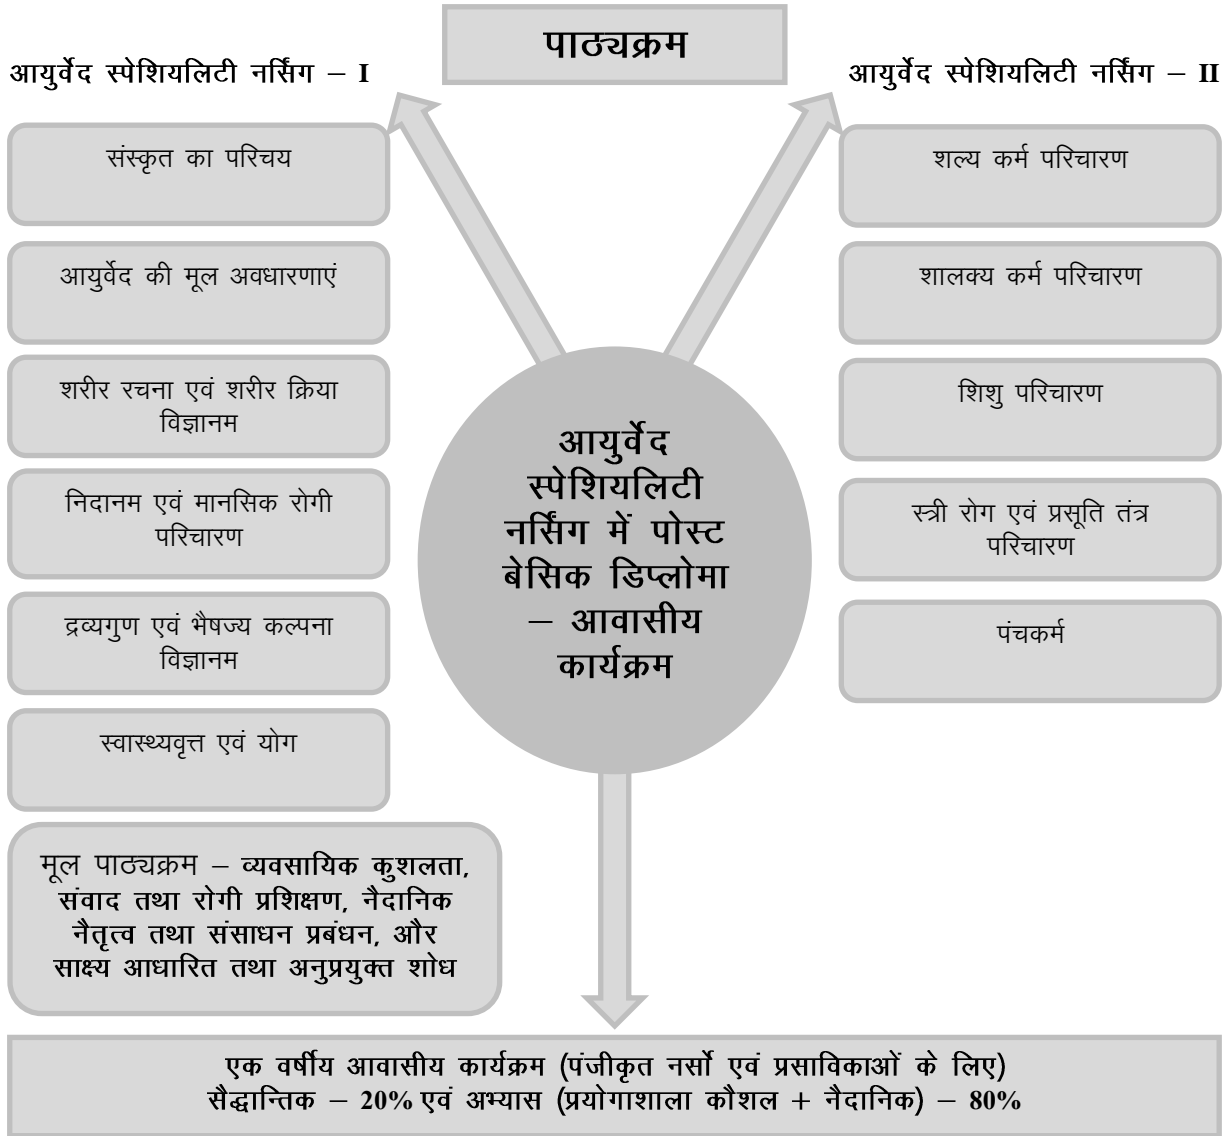 पाठ्यक्रम
आयुर्वेद स्पेशियलिटी नर्सिंग – I
संस्कृत का परिचय
आयुर्वेद की मूल अवधारणाएं
शरीर रचना एवं शरीर क्रिया
विज्ञानम
निदानम एवं मानसिक रोगी
परिचारण
द्रव्यगुण एवं भैषज्य कल्पना
विज्ञानम
स्वास्थ्यवृत्त एवं योग
मूल पाठ्यक्रम – व्यवसायिक कुशलता,
संवाद तथा रोगी प्रशिक्षण, नैदानिक
नैतृत्व तथा संसाधन प्रबंधन, और
साक्ष्य आधारित तथा अनुप्रयुक्त शोध
आयुर्वेद
स्पेशियलिटी
नर्सिंग में पोस्ट
बेसिक डिप्लोमा
– आवासीय
कार्यक्रम
आयुर्वेद स्पेशियलिटी नर्सिंग – II
शल्य कर्म परिचारण
शालक्य कर्म परिचारण
शिशु परिचारण
स्त्री रोग एवं प्रसूति तंत्र
परिचारण
पंचकर्म
एक वर्षीय आवासीय कार्यक्रम (पंजीकृत नर्सो एवं प्रसाविकाओं के लिए)
सैद्धान्तिक – 20% एवं अभ्यास (प्रयोगाशाला कौशल + नैदानिक) – 80%